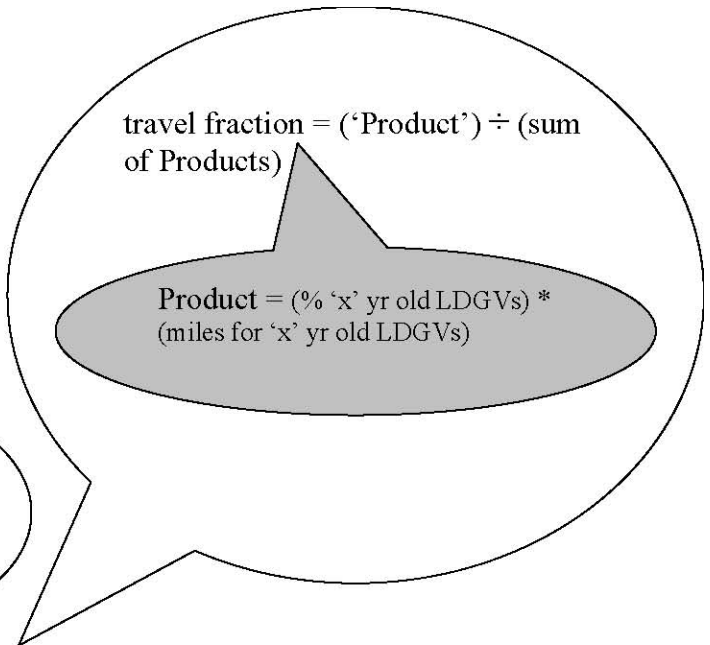 travel fraction = (‘Product’) ÷ (sum
of Products)
Product = (% ‘x’ yr old LDGVs) *
(miles for ‘x’ yr old LDGVs)